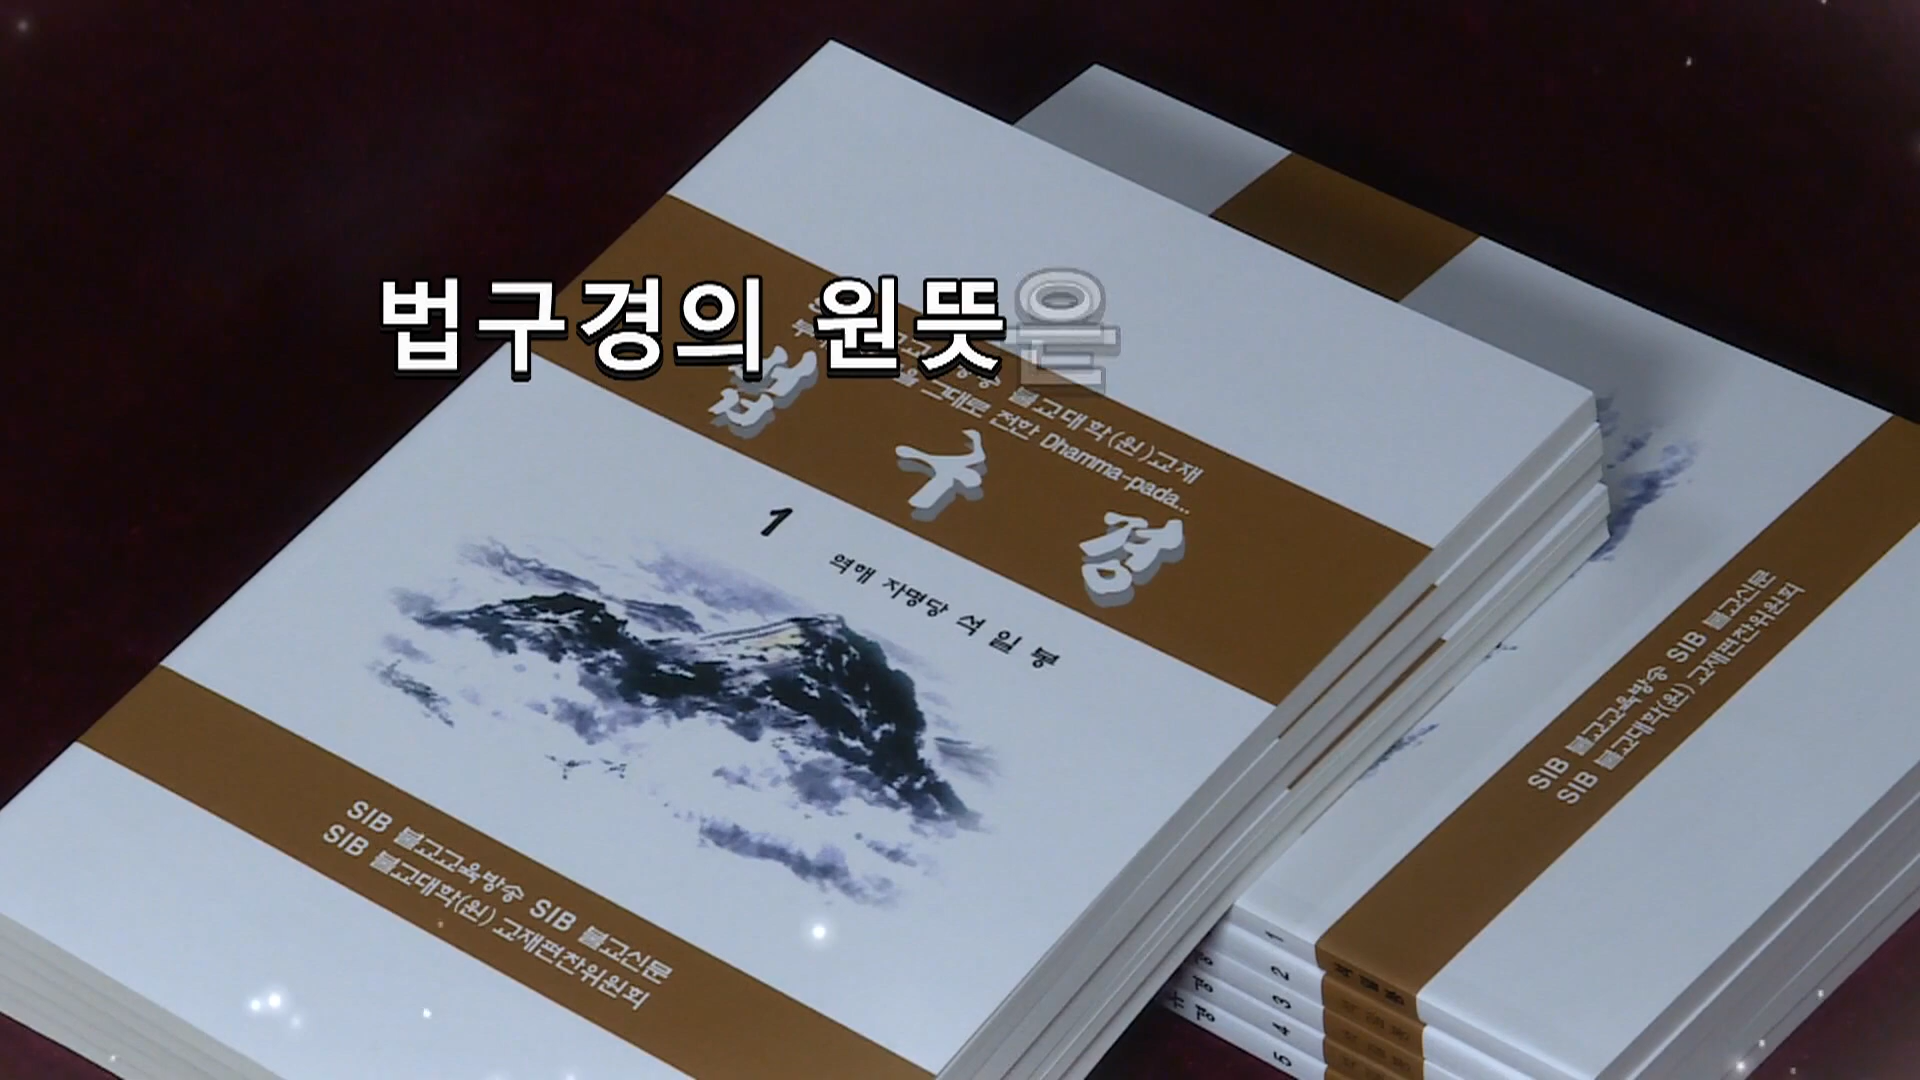 법구경의 원뜻은
불교대학(원)교재
그대로 전한 Dhamma-pada...
법구경
1
역해 자명당 석일봉
SIB 불교교육방송 SIB 불교신문
SIB 불교대학(원) 교재편찬위원회
SIB 불교교육방송 SIB 불교신문
SIB 불교대학(원) 교재편찬위원회
1
2
3
4
5